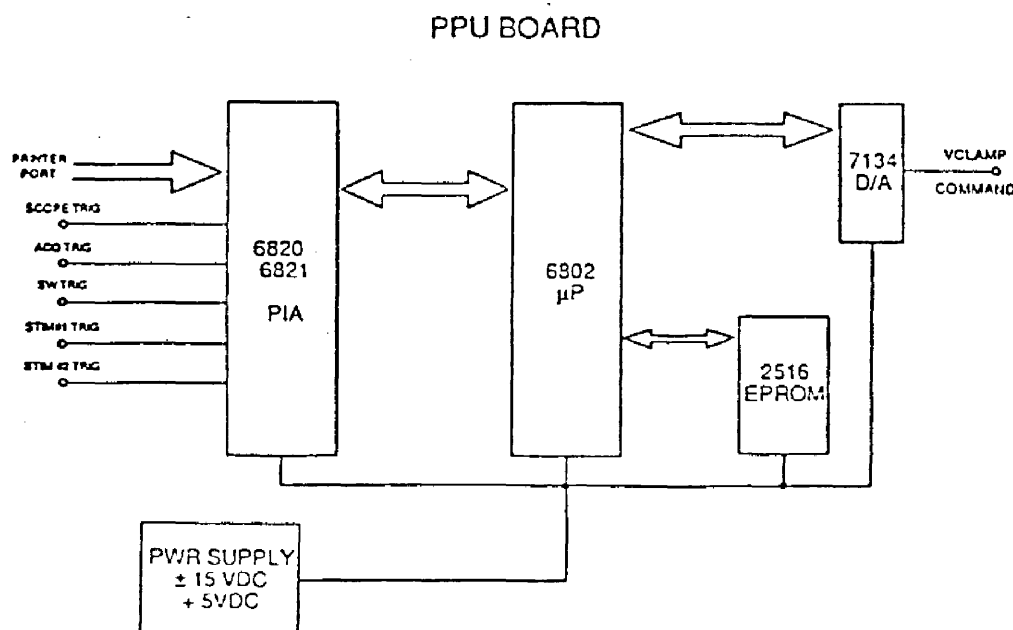 PPU BOARD
PRINTER
PORT
SCOPE TRIG
ACQ TRIG
SW TRIG
STIM#1 TRIG
STIM #2 TRIG
6820
6821
PIA
6802
µP
7134
D/A
VCLAMP
COMMAND
2516
EPROM
PWR SUPPLY
± 15 VDC
+ 5VDC